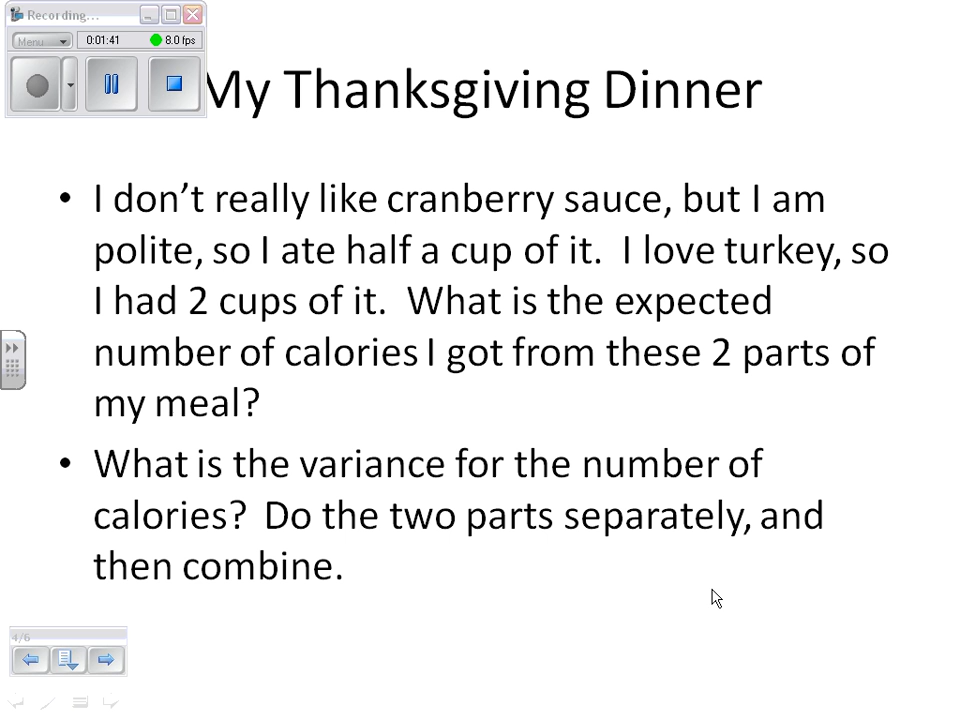 Recording...
Menu
0:01:41
8.0 fps
My Thanksgiving Dinner
• I don't really like cranberry sauce, but I am
polite, so I ate half a cup of it.  I love turkey, so
I had 2 cups of it.  What is the expected
number of calories I got from these 2 parts of
my meal?
• What is the variance for the number of
calories?  Do the two parts separately, and
then combine.
4/6